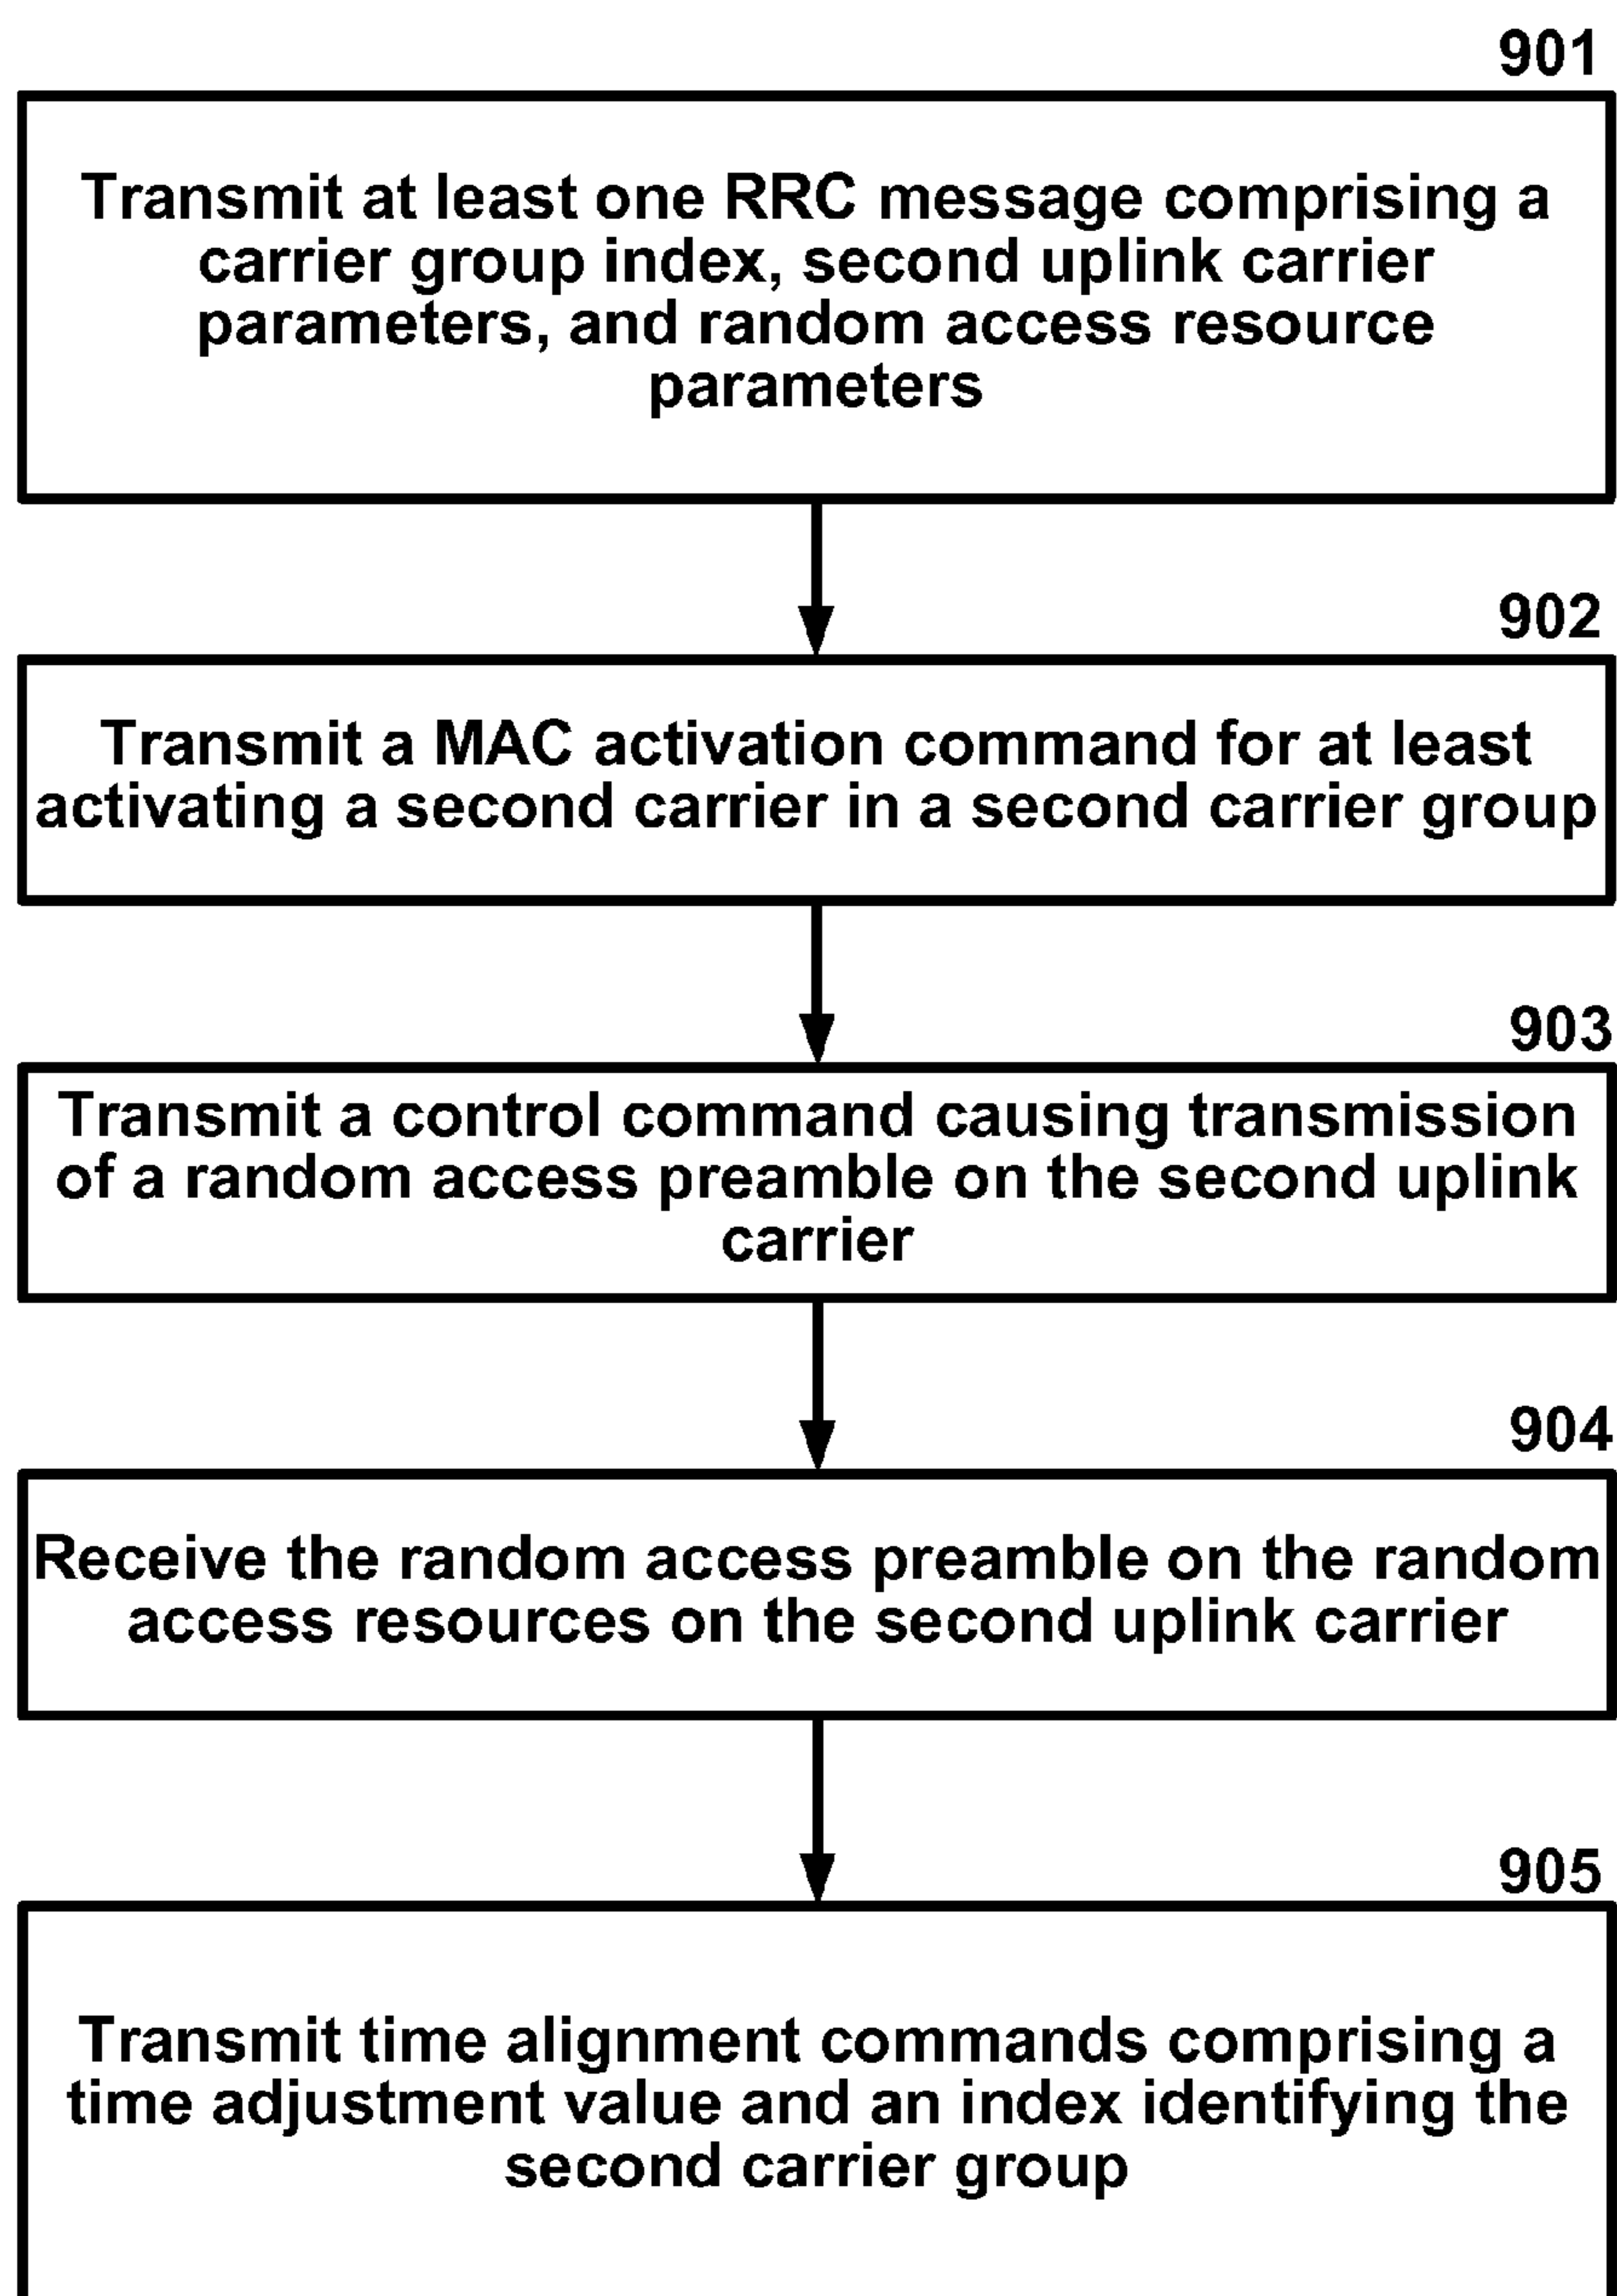 901
Transmit at least one RRC message comprising a
carrier group index, second uplink carrier
parameters, and random access resource
parameters
902
Transmit a MAC activation command for at least
activating a second carrier in a second carrier group
903
Transmit a control command causing transmission
of a random access preamble on the second uplink
carrier
904
Receive the random access preamble on the random
access resources on the second uplink carrier
905
Transmit time alignment commands comprising a
time adjustment value and an index identifying the
second carrier group